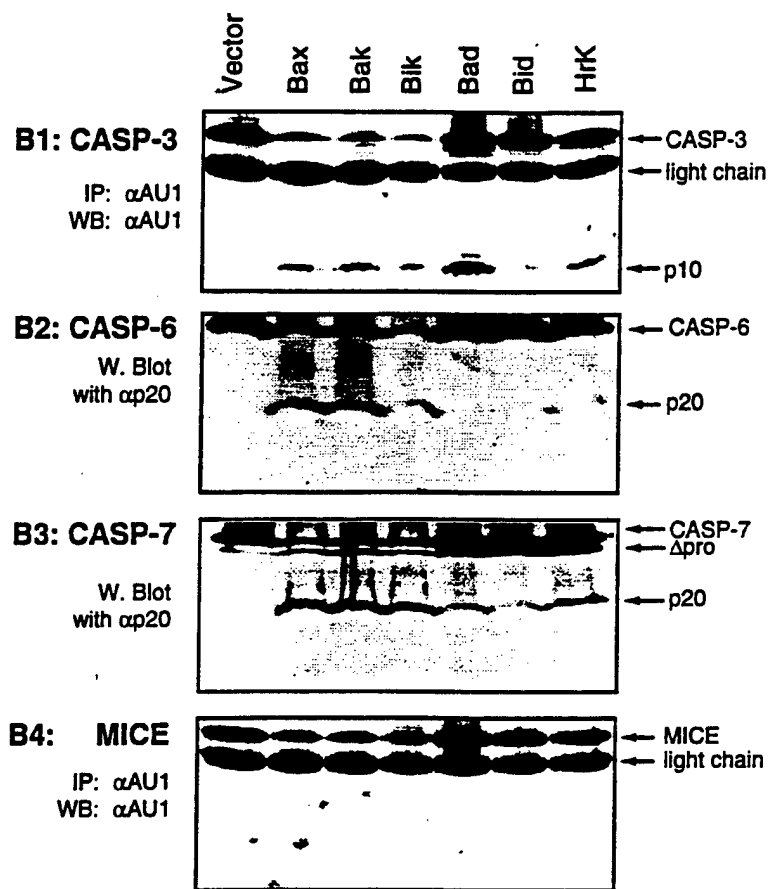 Vector Bax Bak Bik Bad Bid HrK
B1: CASP-3
IP: αAU1
WB: αAU1
CASP-3
light chain
p10
B2: CASP-6
W. Blot
with αp20
CASP-6
p20
B3: CASP-7
W. Blot
with αp20
CASP-7
Δpro
p20
B4: MICE
IP: αAU1
WB: αAU1
MICE
light chain